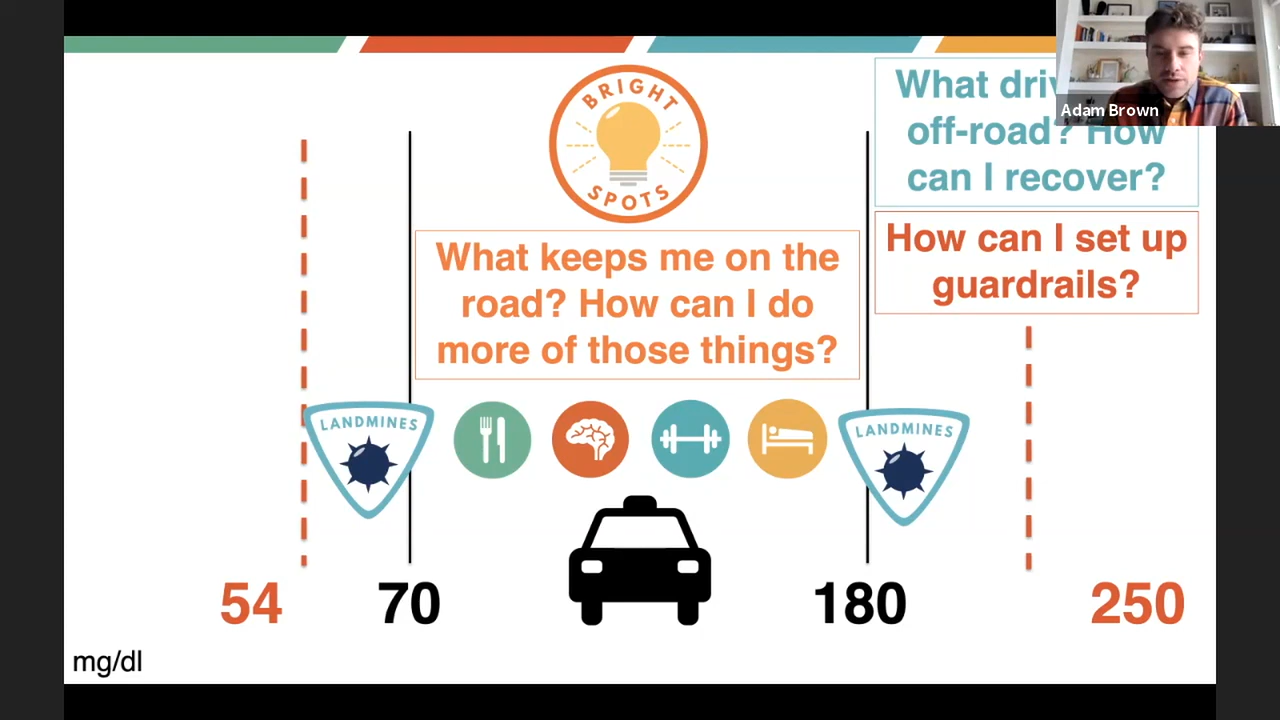 BRIGHT
SPOTS
What
off-road? How
can I recover?
Adam Brown
How can I set up
guardrails?
What keeps me on the
road? How can I do
more of those things?
LANDMINES
LANDMINES
54
70
180
250
mg/dl